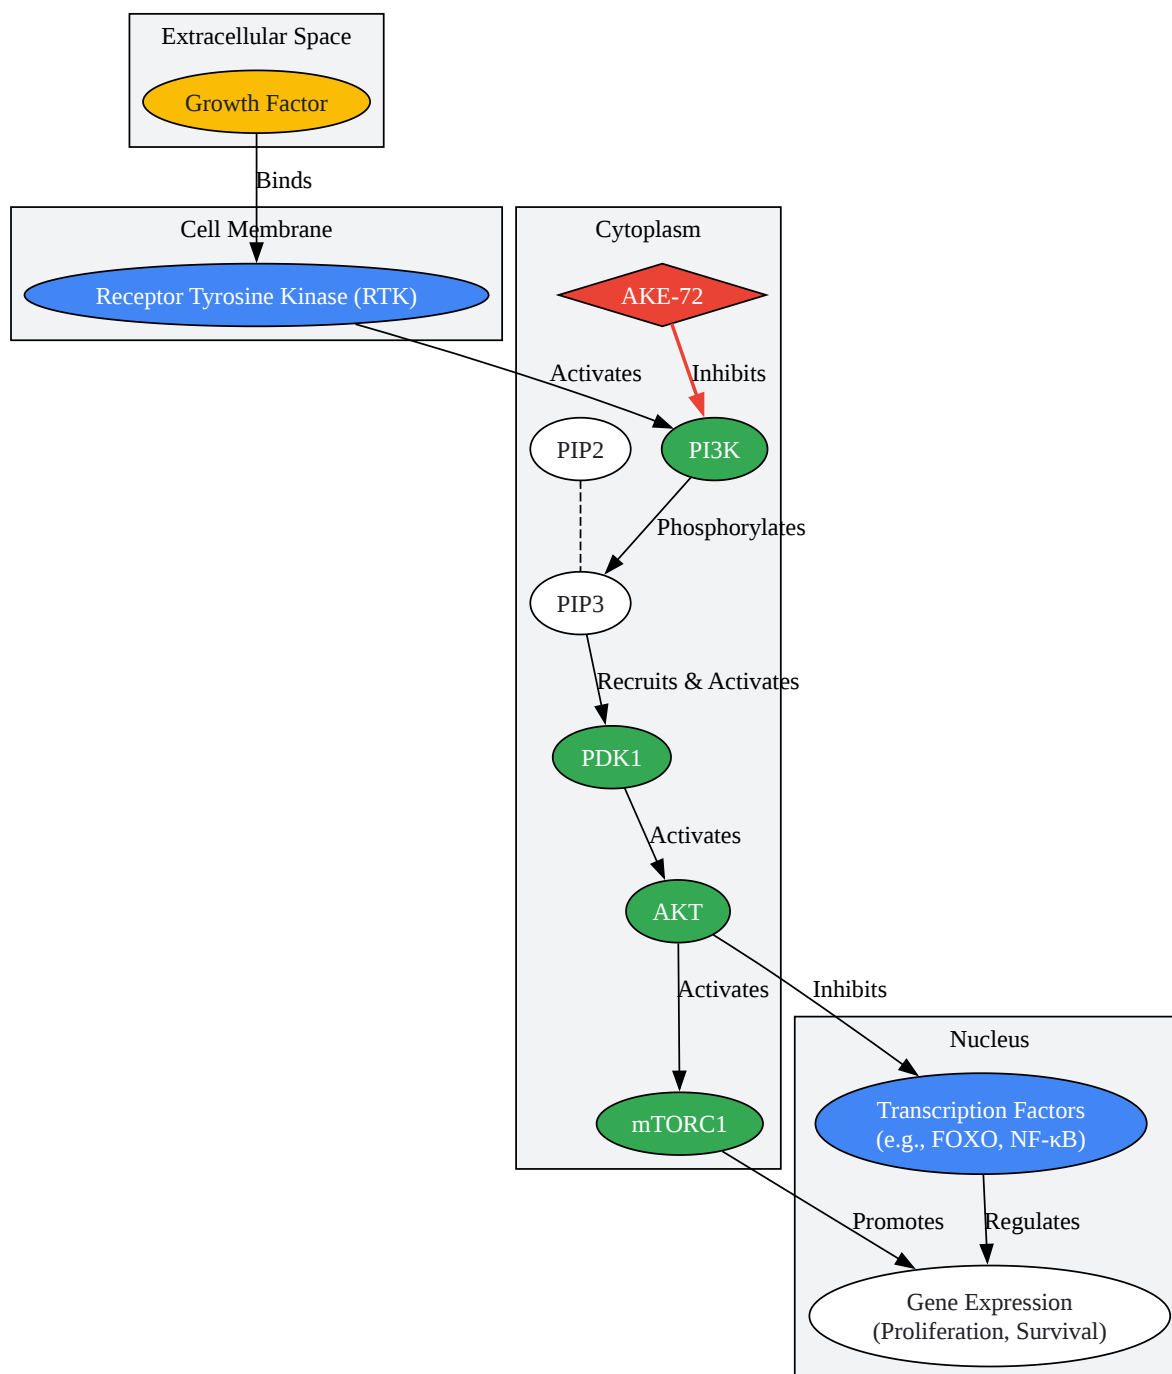 Extracellular Space
Growth Factor
Binds
Cell Membrane
Receptor Tyrosine Kinase (RTK)
Cytoplasm
AKE-72
Activates
Inhibits
PIP2
PI3K
Phosphorylates
PIP3
Recruits & Activates
PDK1
Activates
AKT
Activates
Inhibits
Nucleus
mTORC1
Transcription Factors
(e.g., FOXO, NF-κB)
Promotes
Regulates
Gene Expression
(Proliferation, Survival)